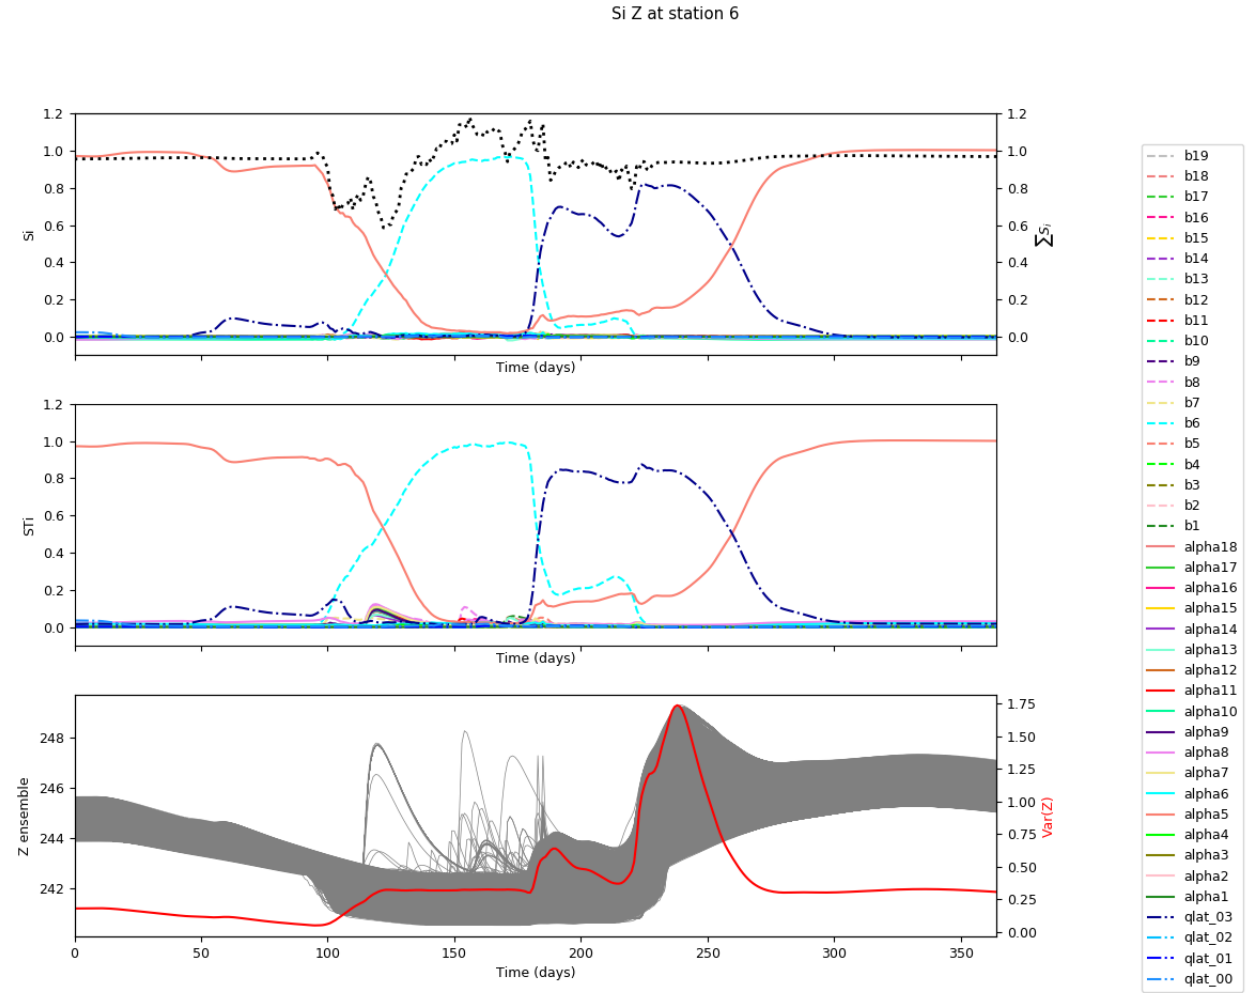 Si Z at station 6
1.2
1.0
0.8
0.6
0.4
0.2
0.0
Si
1.2
1.0
0.8
0.6
0.4
0.2
0.0
∑Si
Time (days)
1.2
1.0
0.8
0.6
0.4
0.2
0.0
STi
Time (days)
248
246
244
242
Z ensemble
1.75
1.50
1.25
1.00
0.75
0.50
0.25
0.00
Var(Z)
0 50 100 150 200 250 300 350
Time (days)
b19
b18
b17
b16
b15
b14
b13
b12
b11
b10
b9
b8
b7
b6
b5
b4
b3
b2
b1
alpha18
alpha17
alpha16
alpha15
alpha14
alpha13
alpha12
alpha11
alpha10
alpha9
alpha8
alpha7
alpha6
alpha5
alpha4
alpha3
alpha2
alpha1
qlat_03
qlat_02
qlat_01
qlat_00